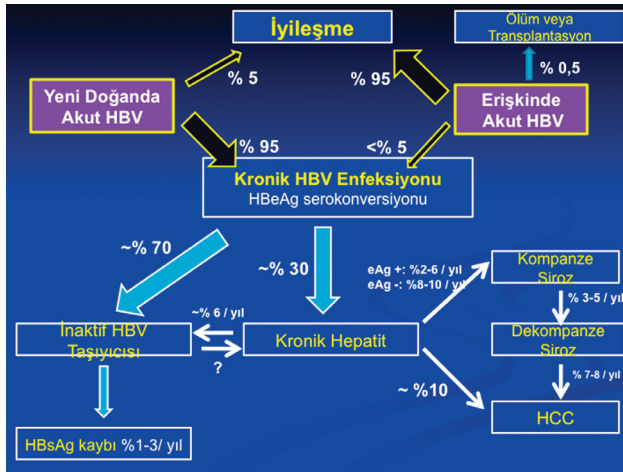 İyileşme
Ölüm veya
Transplantasyon
% 5
% 95
% 0,5
Yeni Doğanda
Akut HBV
Erişkinde
Akut HBV
% 95
<% 5
Kronik HBV Enfeksiyonu
HBeAg serokonversiyonu
~% 70
~% 30
eAg +: %2-6 / yıl
eAg -: %8-10 / yıl
Kompanze
Siroz
% 3-5 / yıl
~% 6 / yıl
İnaktif HBV
Taşıyıcısı
?
Kronik Hepatit
Dekompanze
Siroz
% 7-8 / yıl
~ %10
HCC
HBsAg kaybı %1-3/ yıl